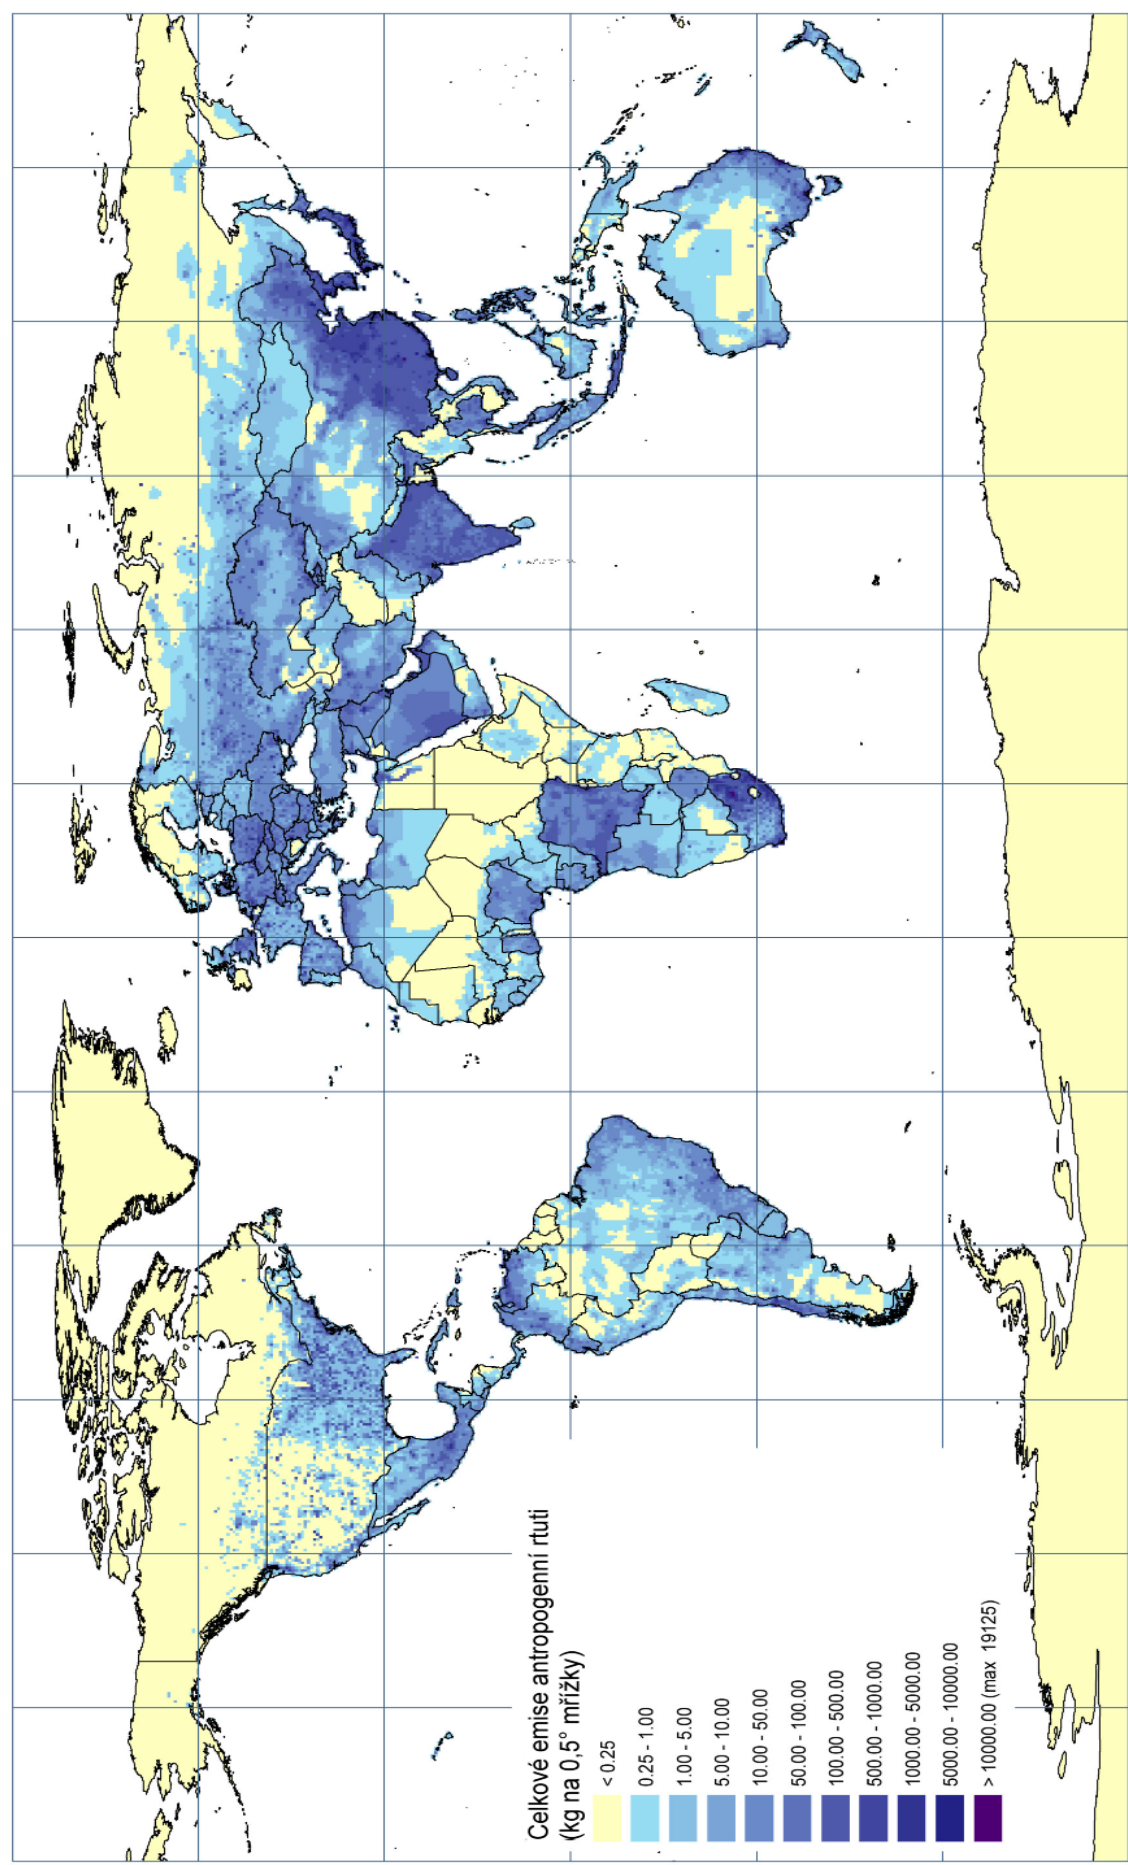 Celkové emise antropogenní rtuti
(kg na 0,5° mřížky)
< 0.25
0.25 - 1.00
1.00 - 5.00
5.00 - 10.00
10.00 - 50.00
50.00 - 100.00
100.00 - 500.00
500.00 - 1000.00
1000.00 - 5000.00
5000.00 - 10000.00
> 10000.00 (max 19125)